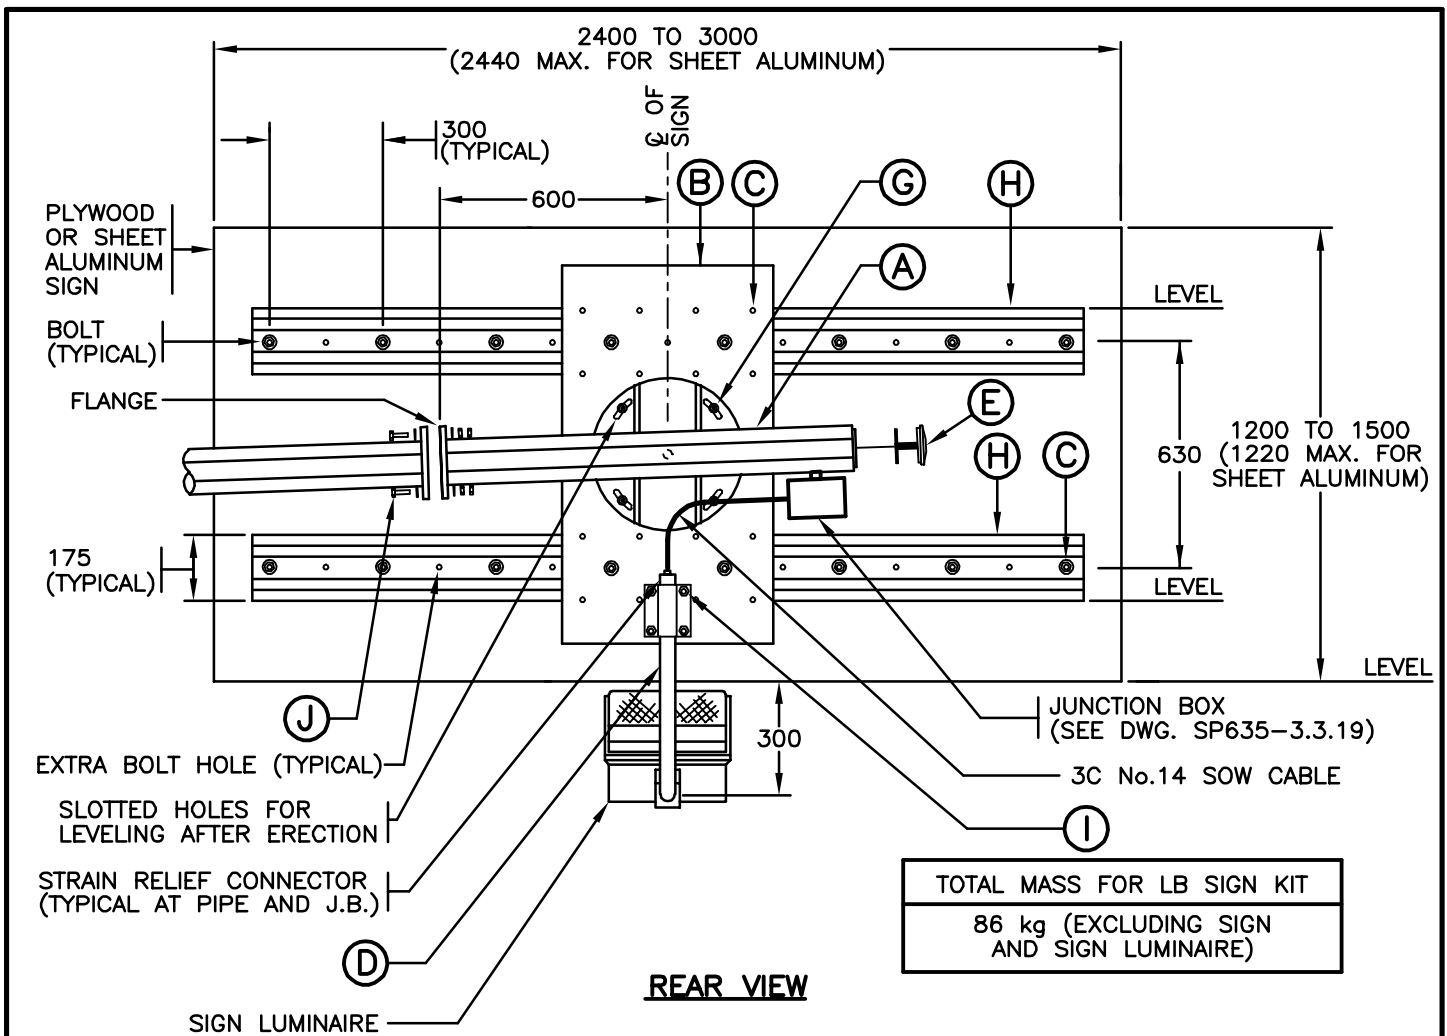 2400 TO 3000
(2440 MAX. FOR SHEET ALUMINUM)
℄ OF
SIGN
300
(TYPICAL)
600
B
C
G
H
PLYWOOD
OR SHEET
ALUMINUM
SIGN
A
LEVEL
BOLT
(TYPICAL)
FLANGE
E
1200 TO 1500
(1220 MAX. FOR
SHEET ALUMINUM)
630
H
C
175
(TYPICAL)
LEVEL
LEVEL
J
JUNCTION BOX
(SEE DWG. SP635-3.3.19)
300
EXTRA BOLT HOLE (TYPICAL)
3C No.14 SOW CABLE
SLOTTED HOLES FOR
LEVELING AFTER ERECTION
I
STRAIN RELIEF CONNECTOR
(TYPICAL AT PIPE AND J.B.)
TOTAL MASS FOR LB SIGN KIT
86 kg (EXCLUDING SIGN
AND SIGN LUMINAIRE)
D
REAR VIEW
SIGN LUMINAIRE